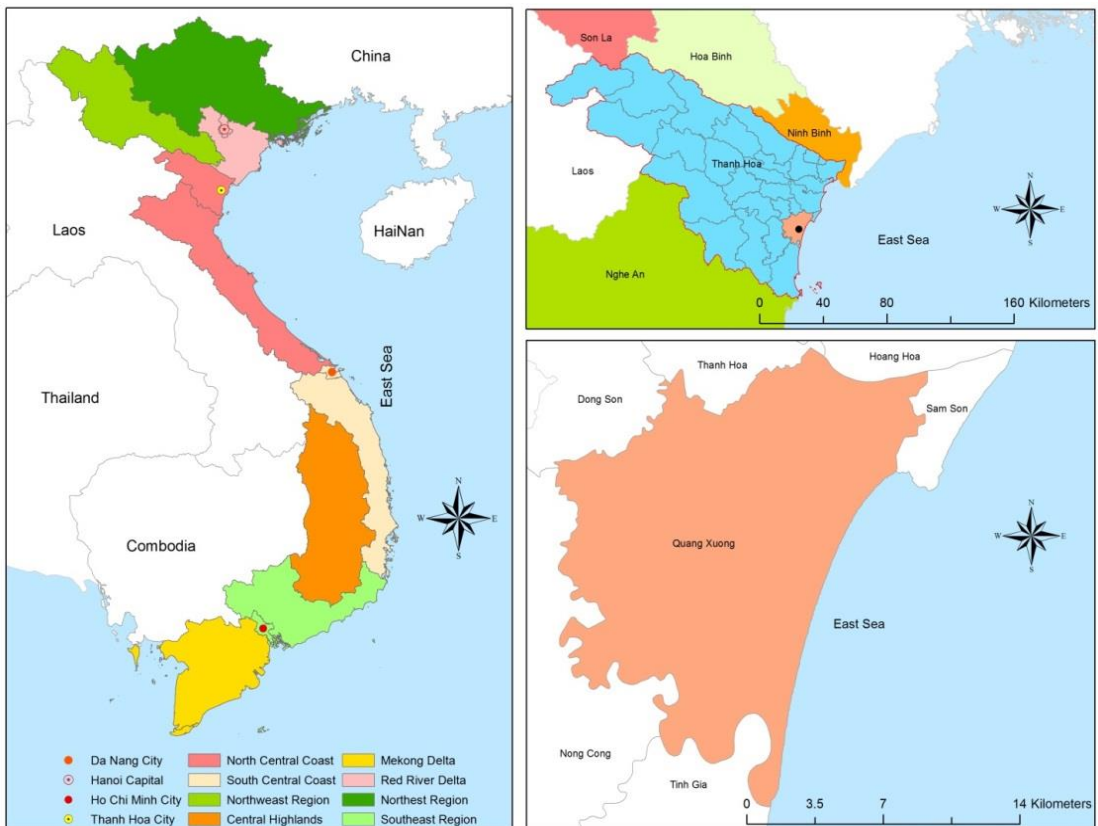 China
Laos
HaiNan
Thailand
East Sea
Combodia
N
W
E
S
Da Nang City
Hanoi Capital
Ho Chi Minh City
Thanh Hoa City
North Central Coast
South Central Coast
Northweast Region
Central Highlands
Mekong Delta
Red River Delta
Northest Region
Southeast Region
Son La
Hoa Binh
Ninh Binh
Thanh Hoa
Laos
Nghe An
East Sea
N
W
E
S
0 40 80 160 Kilometers
Thanh Hoa
Hoang Hoa
Dong Son
Sam Son
Quang Xuong
East Sea
Nong Cong
Tinh Gia
N
W
E
S
0 3.5 7 14 Kilometers